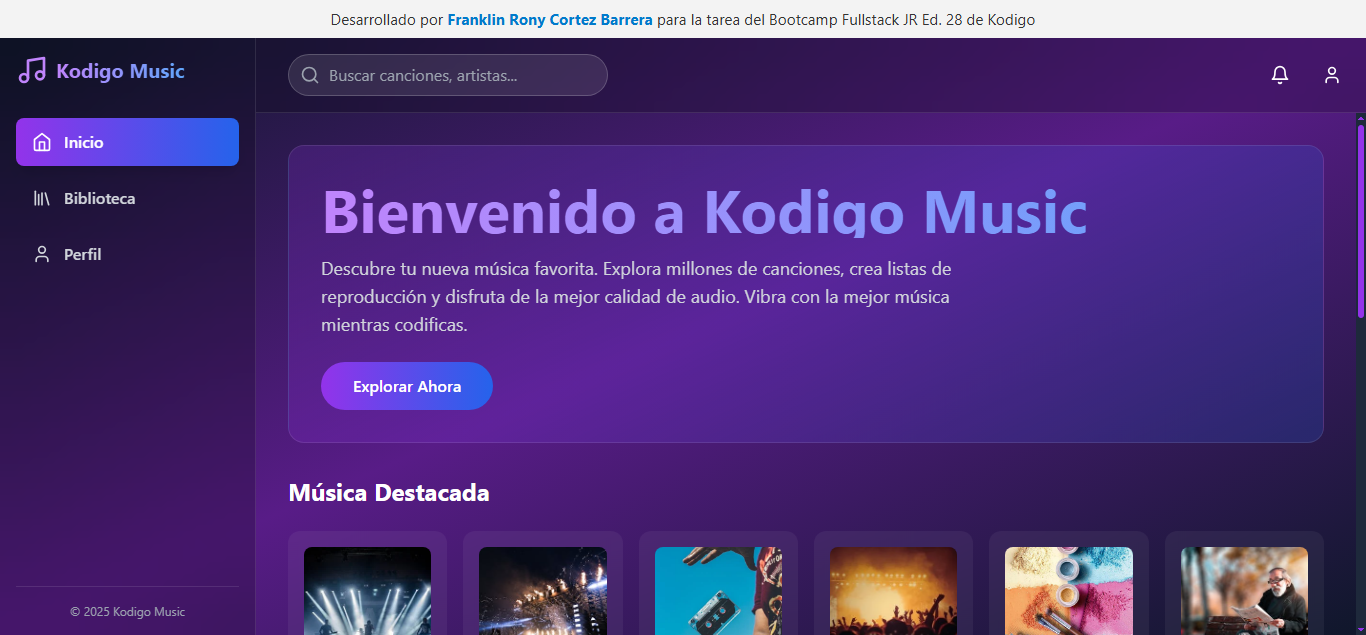 Desarrollado por Franklin Rony Cortez Barrera para la tarea del Bootcamp Fullstack JR Ed. 28 de Kodigo
Kodigo Music
Buscar canciones, artistas...
Inicio
Biblioteca
Perfil
Bienvenido a Kodigo Music
Descubre tu nueva música favorita. Explora millones de canciones, crea listas de
reproducción y disfruta de la mejor calidad de audio. Vibra con la mejor música
mientras codificas.
Explorar Ahora
Música Destacada
© 2025 Kodigo Music